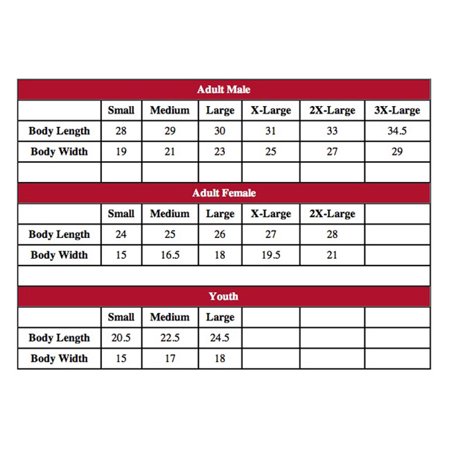 Adult Male
Small Medium Large X-Large 2X-Large 3X-Large
Body Length 28 29 30 31 33 34.5
Body Width 19 21 23 25 27 29
Adult Female
Small Medium Large X-Large 2X-Large
Body Length 24 25 26 27 28
Body Width 15 16.5 18 19.5 21
Youth
Small Medium Large
Body Length 20.5 22.5 24.5
Body Width 15 17 18